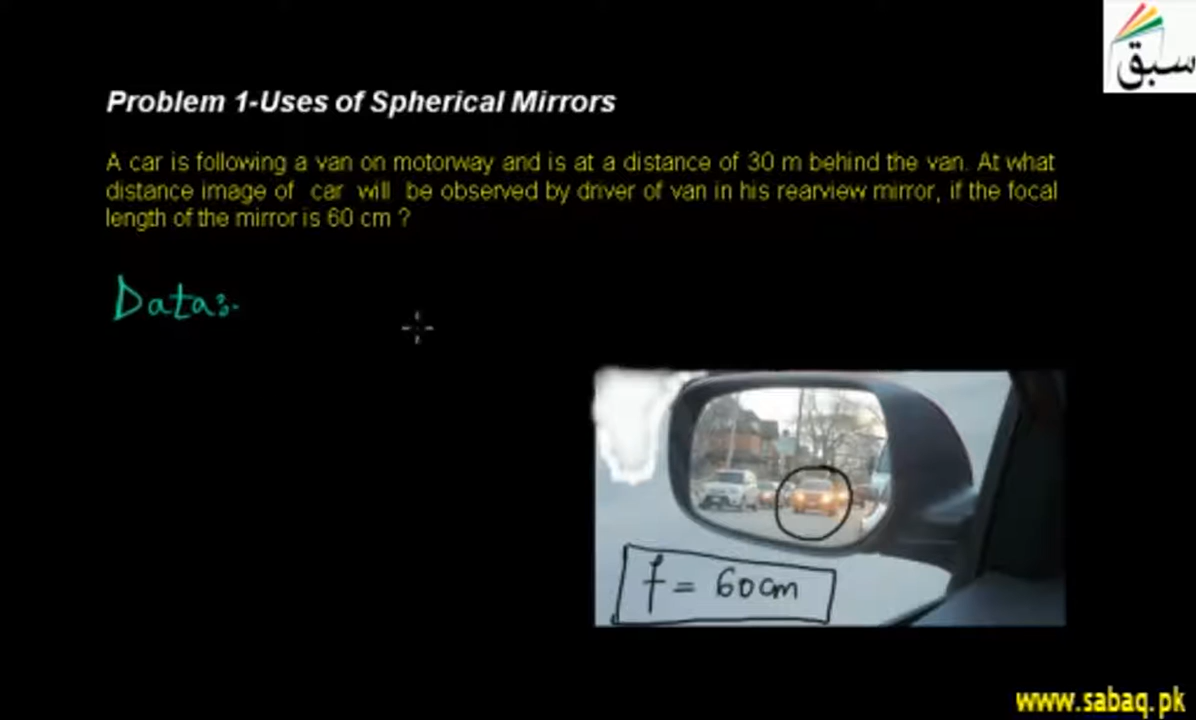 سبق
Problem 1-Uses of Spherical Mirrors
A car is following a van on motorway and is at a distance of 30 m behind the van. At what
distance image of car will be observed by driver of van in his rearview mirror, if the focal
length of the mirror is 60 cm ?
Data:-
f = 60cm
www.sabaq.pk